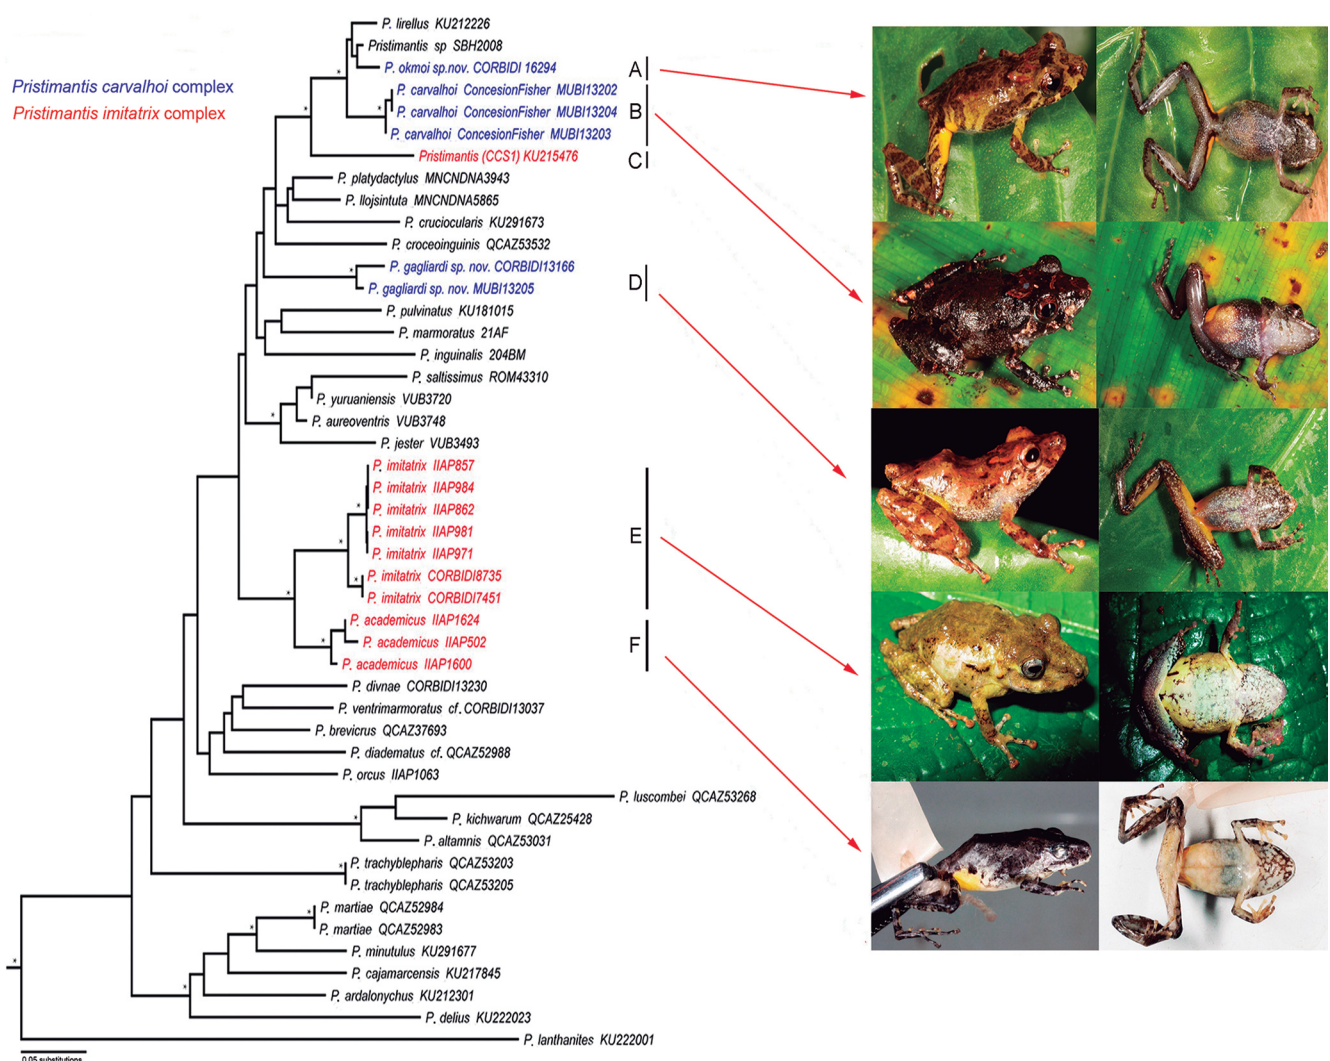 Pristimantis carvalhoi complex
Pristimantis imitatrix complex
P. lirellus KU212226
Pristimantis sp SBH2008
P. okmoi sp.nov. CORBIDI 16294
A
P. carvalhoi ConcesionFisher MUBI13202
P. carvalhoi ConcesionFisher MUBI13204
B
P. carvalhoi ConcesionFisher MUBI13203
Pristimantis (CCS1) KU215476
C
P. platydactylus MNCNDNA3943
P. llojsintuta MNCNDNA5865
P. cruciocularis KU291673
P. croceoinguinis QCAZ53532
P. gagliardi sp. nov. CORBIDI13166
P. gagliardi sp. nov. MUBI13205
D
P. pulvinatus KU181015
P. marmoratus 21AF
P. inguinalis 204BM
P. saltissimus ROM43310
P. yuruaniensis VUB3720
P. aureoventris VUB3748
P. jester VUB3493
P. imitatrix IIAP857
P. imitatrix IIAP984
P. imitatrix IIAP862
P. imitatrix IIAP981
E
P. imitatrix IIAP971
P. imitatrix CORBIDI8735
P. imitatrix CORBIDI7451
P. academicus IIAP1624
P. academicus IIAP502
F
P. academicus IIAP1600
P. divnae CORBIDI13230
P. ventrimarmoratus cf.CORBIDI13037
P. brevicrus QCAZ37693
P. diadematus cf. QCAZ52988
P. orcus IIAP1063
P. luscombei QCAZ53268
P. kichwarum QCAZ25428
P. altamnis QCAZ53031
P. trachyblepharis QCAZ53203
P. trachyblepharis QCAZ53205
P. martiae QCAZ52984
P. martiae QCAZ52983
P. minutulus KU291677
P. cajamarcensis KU217845
P. ardalonychus KU212301
P. delius KU222023
P. lanthanites KU222001
0.05 substitutions